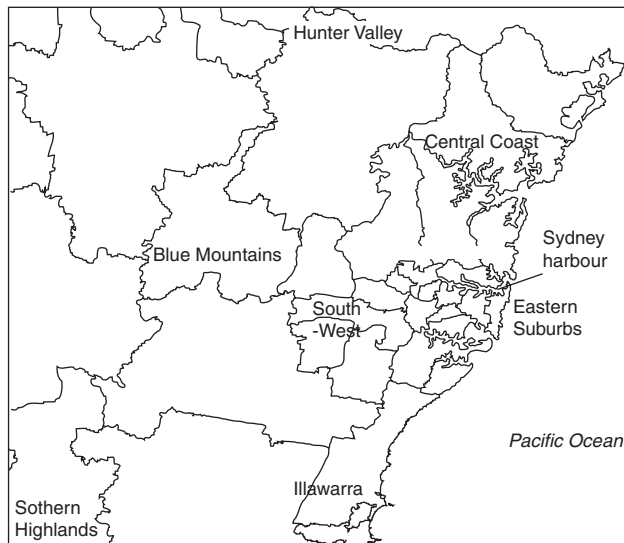 Hunter Valley
Central Coast
Sydney
harbour
Blue Mountains
South
-West
Eastern
Suburbs
Pacific Ocean
Illawarra
Sothern
Highlands